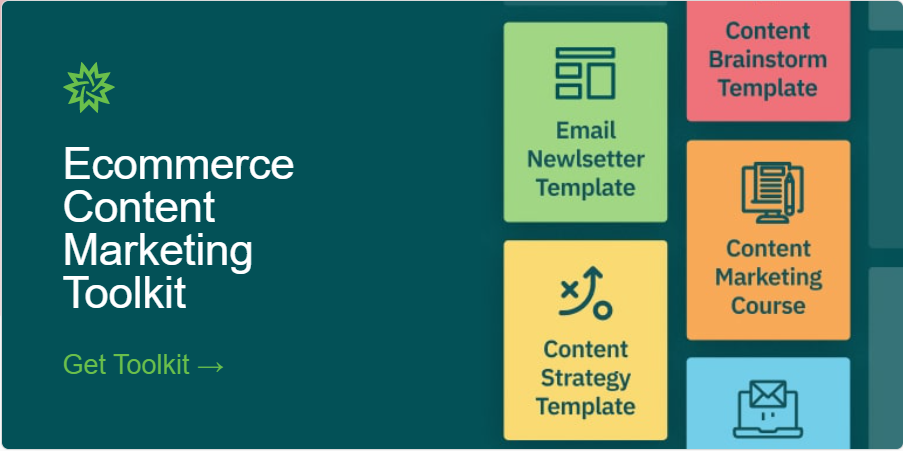 Ecommerce
Content
Marketing
Toolkit
Get Toolkit →
Email
Newlsetter
Template
Content
Strategy
Template
Content
Brainstorm
Template
Content
Marketing
Course